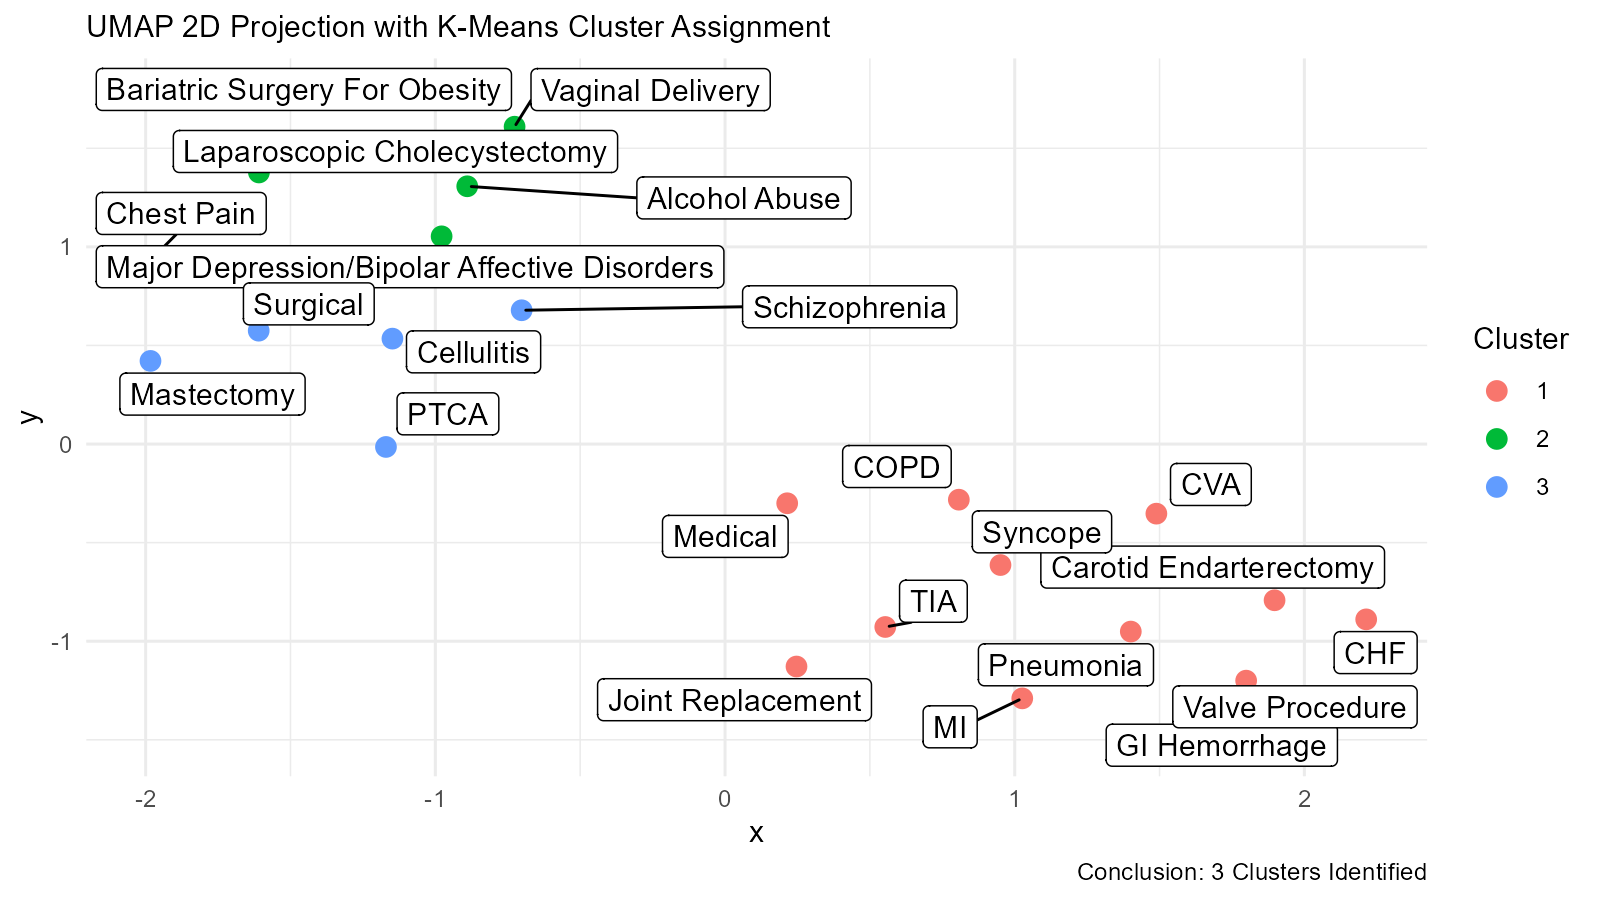 UMAP 2D Projection with K-Means Cluster Assignment
Bariatric Surgery For Obesity
Vaginal Delivery
Laparoscopic Cholecystectomy
Alcohol Abuse
Chest Pain
Major Depression/Bipolar Affective Disorders
Surgical
Schizophrenia
Cellulitis
Mastectomy
PTCA
COPD
CVA
Medical
Syncope
Carotid Endarterectomy
TIA
CHF
Pneumonia
Joint Replacement
MI
Valve Procedure
GI Hemorrhage
1
0
-1
y
-2
-1
0
1
2
x
Cluster
1
2
3
Conclusion: 3 Clusters Identified